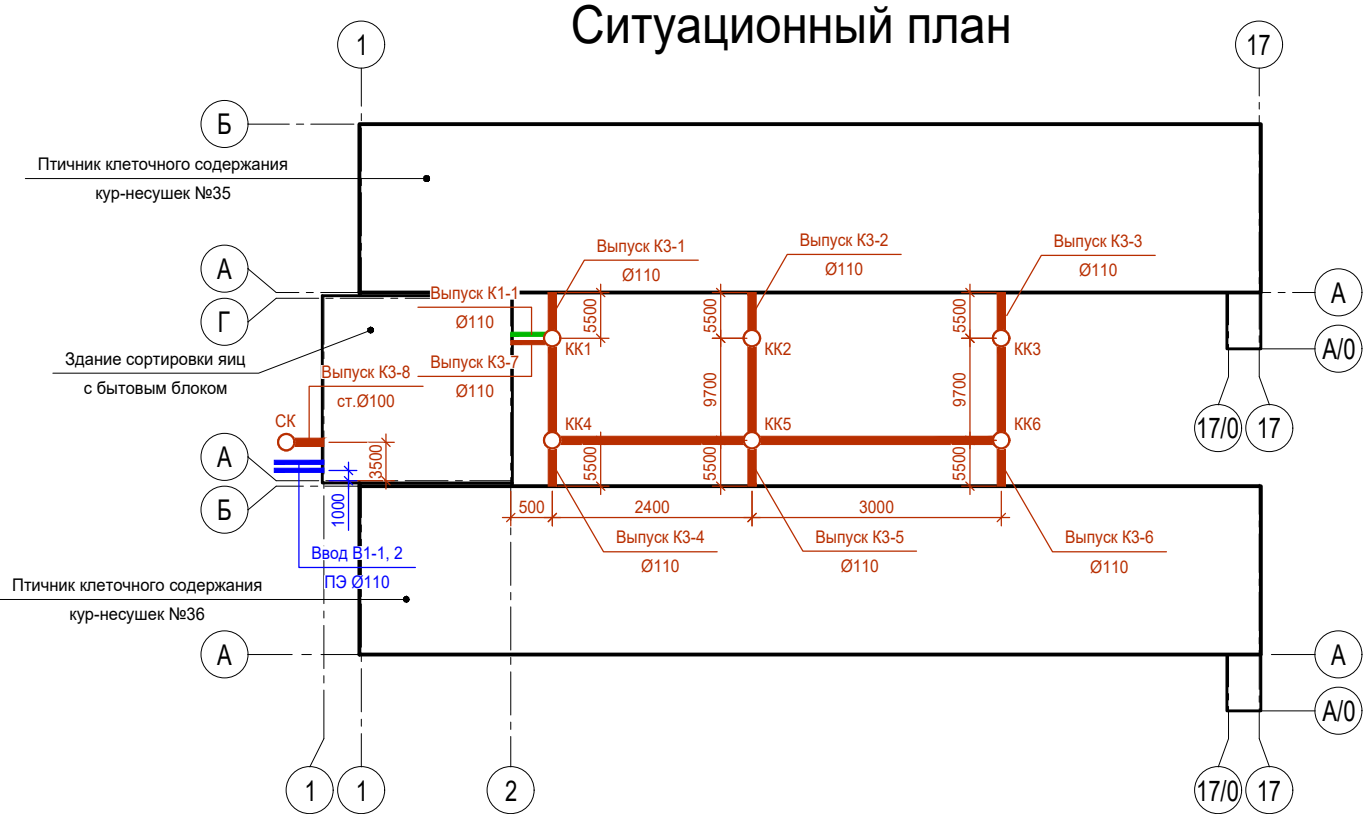 Ситуационный план
1
17
Б
Птичник клеточного содержания
кур-несушек №35
А
Г
А
А/0
17/0
17
Выпуск К3-1
Ø110
Выпуск К3-2
Ø110
Выпуск К3-3
Ø110
Выпуск К1-1
Ø110
5500
5500
5500
КК1
КК2
КК3
Здание сортировки яиц
с бытовым блоком
Выпуск К3-7
Ø110
Выпуск К3-8
ст.Ø100
9700
9700
СК
КК4
КК5
КК6
А
Б
3500
1000
5500
5500
5500
500
2400
3000
Выпуск К3-4
Ø110
Выпуск К3-5
Ø110
Выпуск К3-6
Ø110
Ввод В1-1, 2
ПЭ Ø110
Птичник клеточного содержания
кур-несушек №36
А
А
А/0
1
1
2
17/0
17